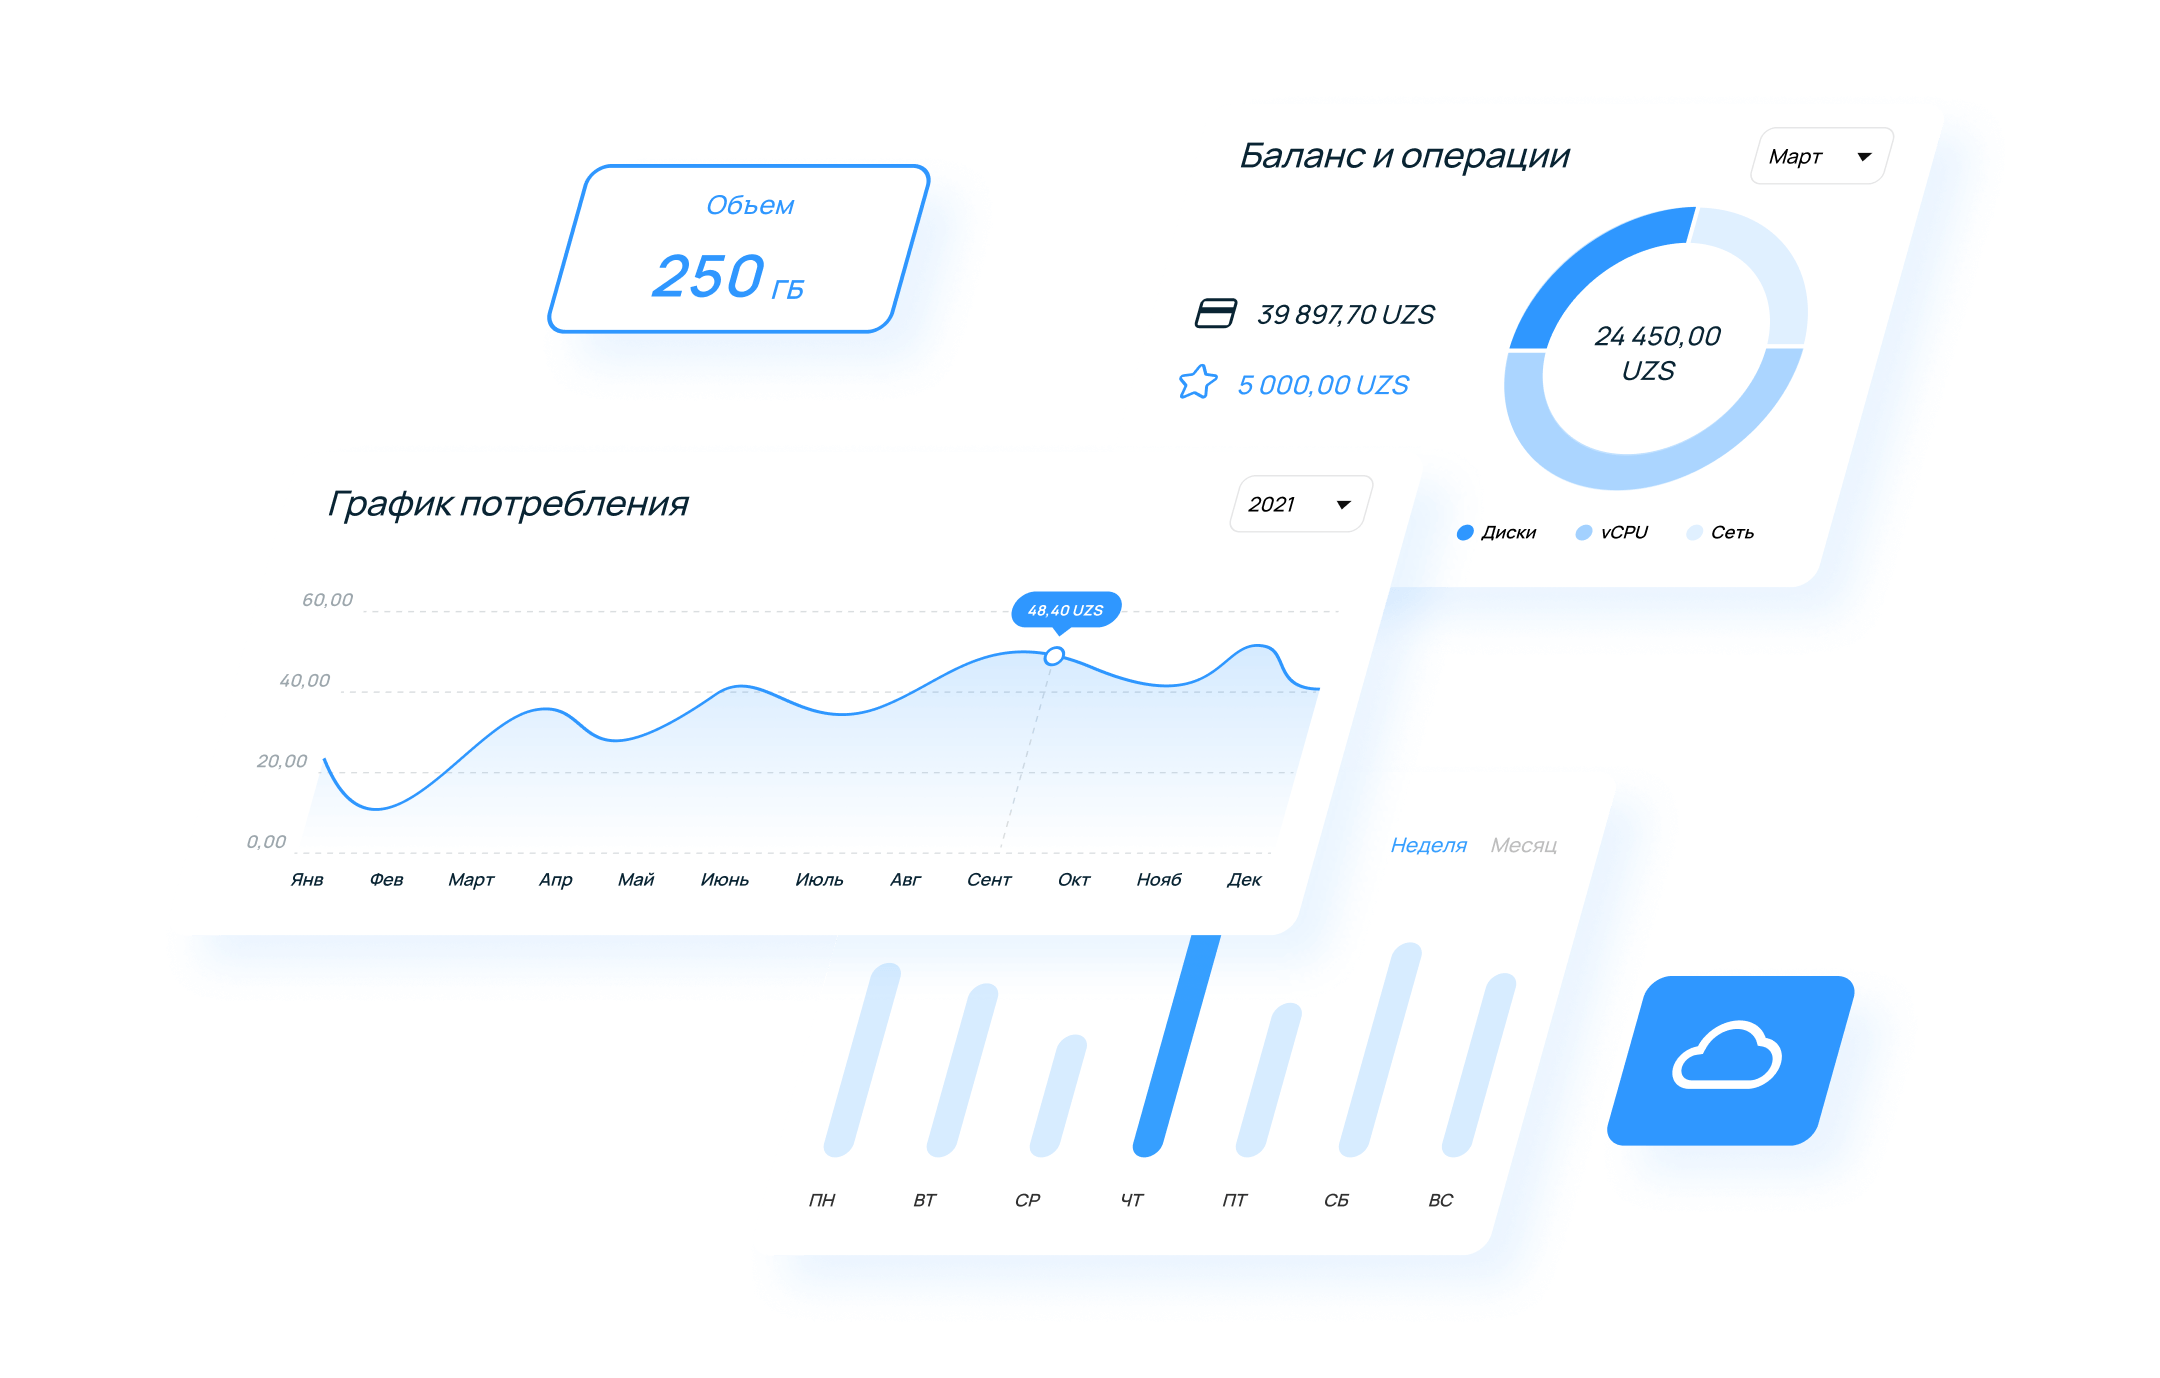 Объем
250 ГБ
Баланс и операции
Март
39 897,70 UZS
5 000,00 UZS
24 450,00
UZS
Диски
vCPU
Сеть
График потребления
2021
60,00
40,00
20,00
0,00
48,40 UZS
Янв Фев Март Апр Май Июнь Июль Авг Сент Окт Нояб Дек
Неделя Месяц
ПН ВТ СР ЧТ ПТ СБ ВС